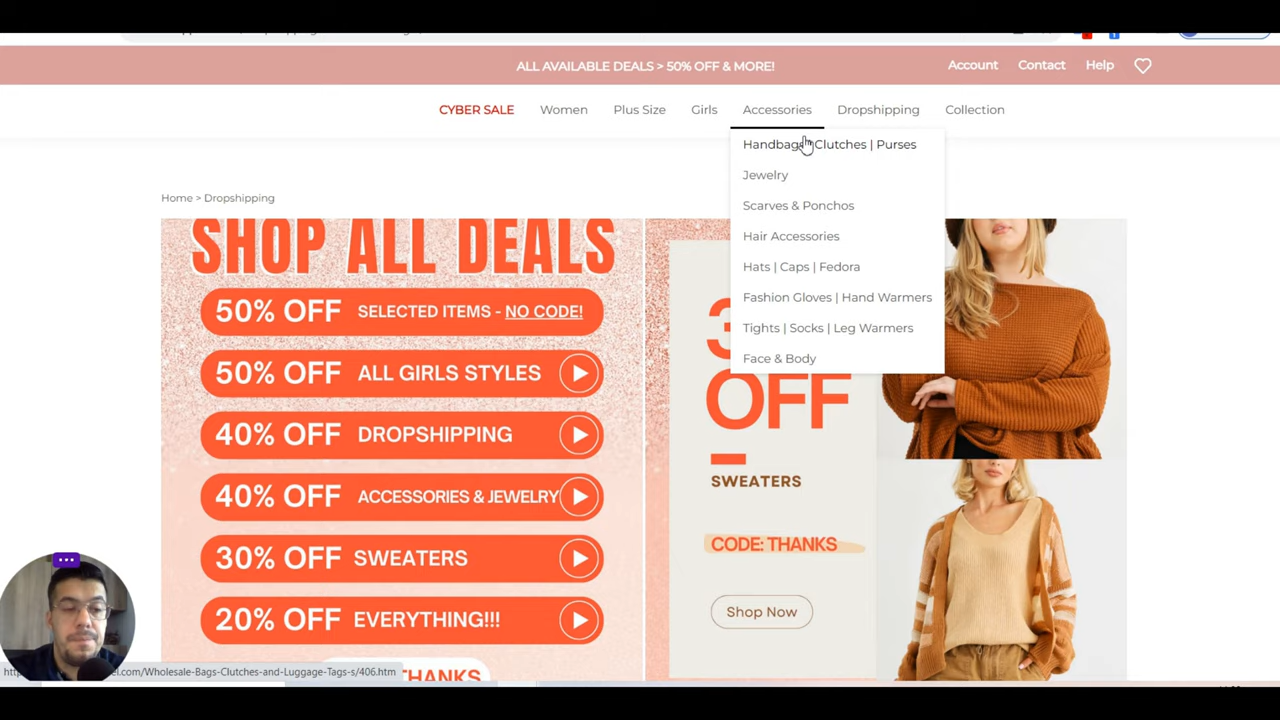 ALL AVAILABLE DEALS > 50% OFF & MORE!
Account
Contact
Help
CYBER SALE
Women
Plus Size
Girls
Accessories
Dropshipping
Collection
Handbags | Clutches | Purses
Jewelry
Scarves & Ponchos
Hair Accessories
Hats | Caps | Fedora
Fashion Gloves | Hand Warmers
Tights | Socks | Leg Warmers
Face & Body
Home > Dropshipping
SHOP ALL DEALS
50% OFF SELECTED ITEMS - NO CODE!
50% OFF ALL GIRLS STYLES
40% OFF DROPSHIPPING
40% OFF ACCESSORIES & JEWELRY
30% OFF SWEATERS
20% OFF EVERYTHING!!!
THANKS
OFF
SWEATERS
CODE: THANKS
Shop Now
el.com/Wholesale-Bags-Clutches-and-Luggage-Tags-s/406.htm